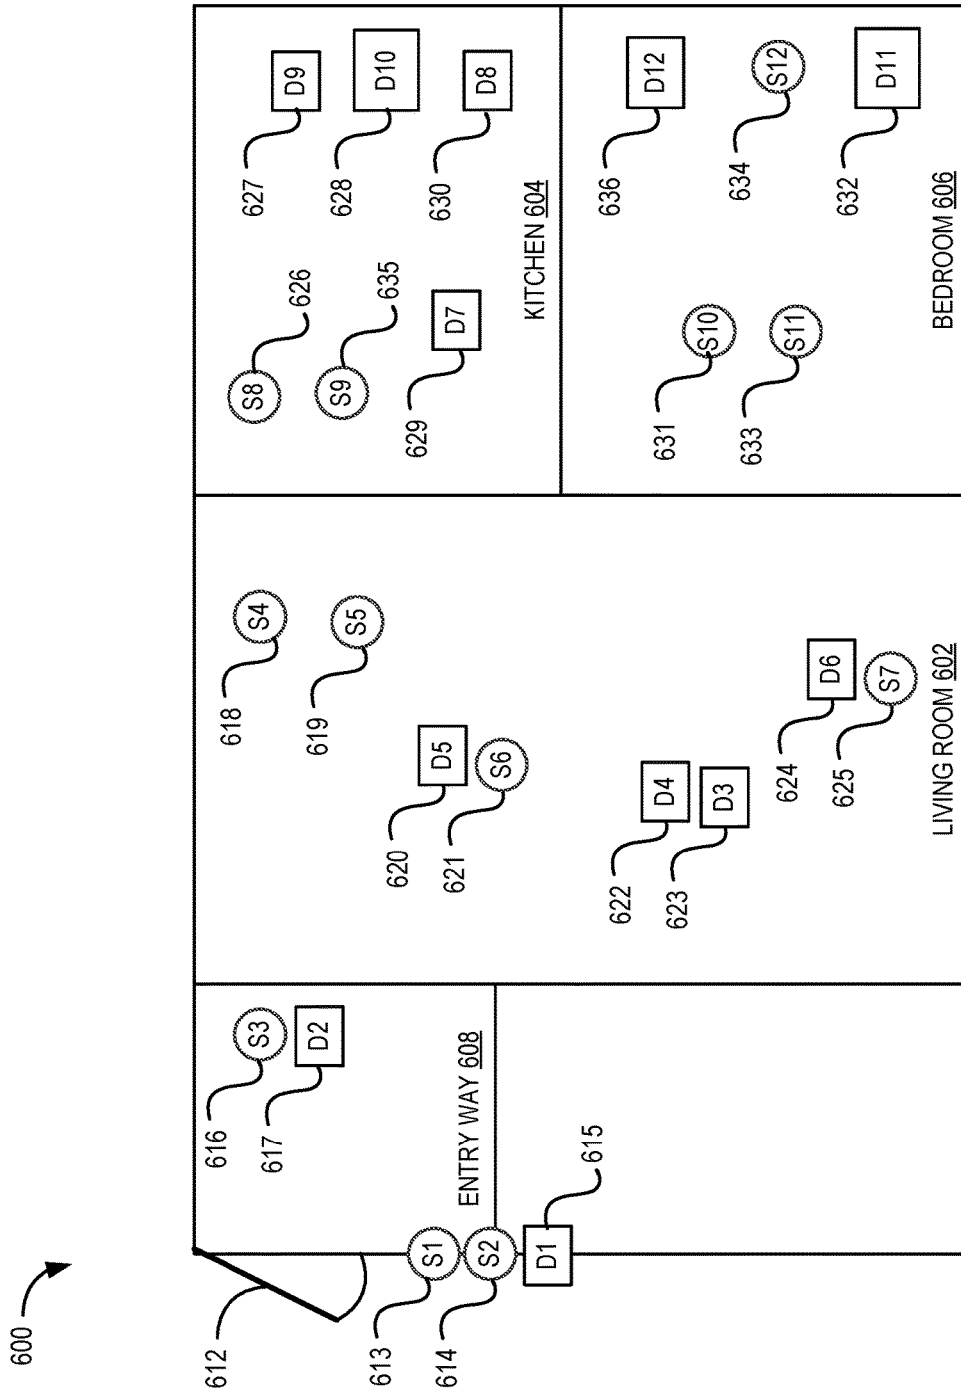 600
612
616
618
627
S3
S4
S8
617
626
D9
D2
619
628
S5
S9
D10
613
620
635
629
S1
D5
630
D7
614
621
ENTRY WAY 608
S2
S6
D8
KITCHEN 604
D1
615
622
636
D4
631
D12
623
S10
D3
633
634
S11
S12
624
D6
625
632
S7
D11
LIVING ROOM 602
BEDROOM 606